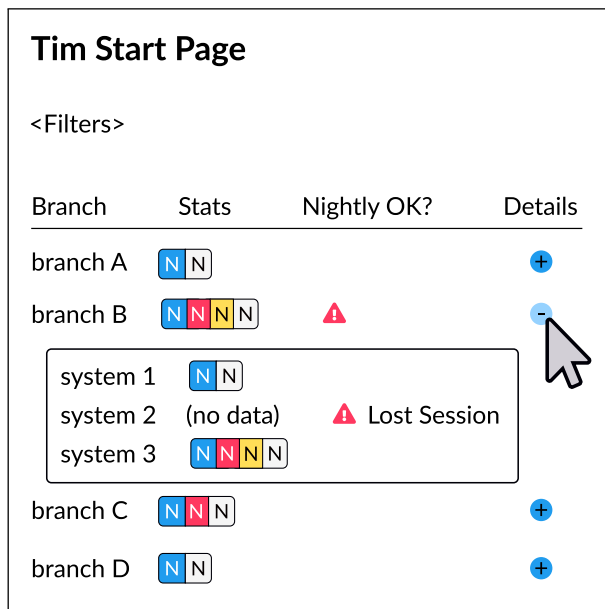 Tim Start Page
<Filters>
Branch Stats Nightly OK? Details
branch A N N +
branch B N N N N -
system 1 N N
system 2 (no data) Lost Session
system 3 N N N N
branch C N N N +
branch D N N +